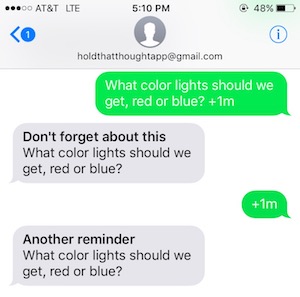 AT&T LTE 5:10 PM 48%
1
holdthatthoughtapp@gmail.com
What color lights should we
get, red or blue? +1m
Don't forget about this
What color lights should we
get, red or blue?
+1m
Another reminder
What color lights should we
get, red or blue?